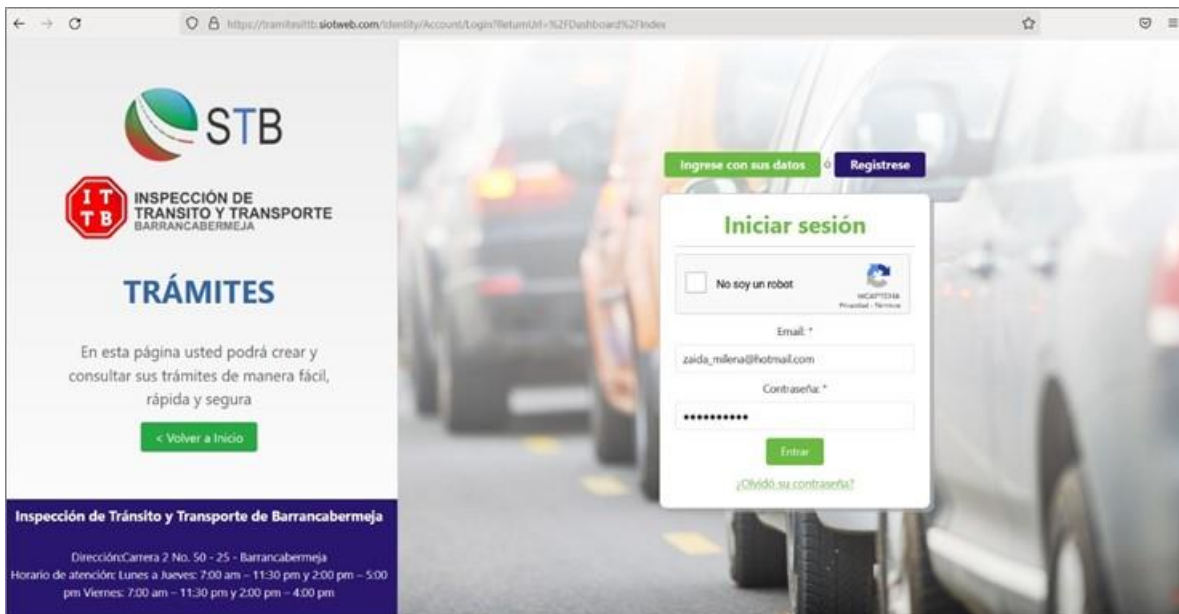 https://tramitesittb.siotweb.com/Identity/Account/Login?ReturnUrl=%2FDashboard%2FIndex
STB
I T
T B
INSPECCIÓN DE
TRANSITO Y TRANSPORTE
BARRANCABERMEJA
TRÁMITES
En esta página usted podrá crear y
consultar sus trámites de manera fácil,
rápida y segura
< Volver a Inicio
Inspección de Tránsito y Transporte de Barrancabermeja
Dirección:Carrera 2 No. 50 - 25 - Barrancabermeja
Horario de atención: Lunes a Jueves: 7:00 am – 11:30 pm y 2:00 pm – 5:00
pm Viernes: 7:00 am – 11:30 pm y 2:00 pm – 4:00 pm
Ingrese con sus datos ó Registrese
Iniciar sesión
No soy un robot
reCAPTCHA
Privacidad - Términos
Email: *
zaida_milena@hotmail.com
Contraseña: *
••••••••••
Entrar
¿Olvidó su contraseña?